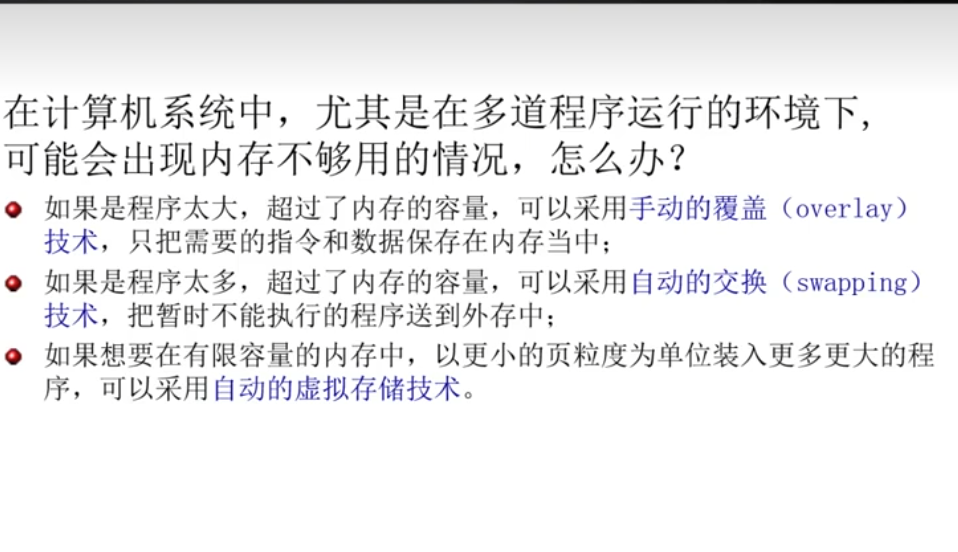 在计算机系统中，尤其是在多道程序运行的环境下,
可能会出现内存不够用的情况，怎么办？
如果是程序太大，超过了内存的容量，可以采用手动的覆盖（overlay）
技术，只把需要的指令和数据保存在内存当中；
如果是程序太多，超过了内存的容量，可以采用自动的交换（swapping）
技术，把暂时不能执行的程序送到外存中；
如果想要在有限容量的内存中，以更小的页粒度为单位装入更多更大的程
序，可以采用自动的虚拟存储技术。